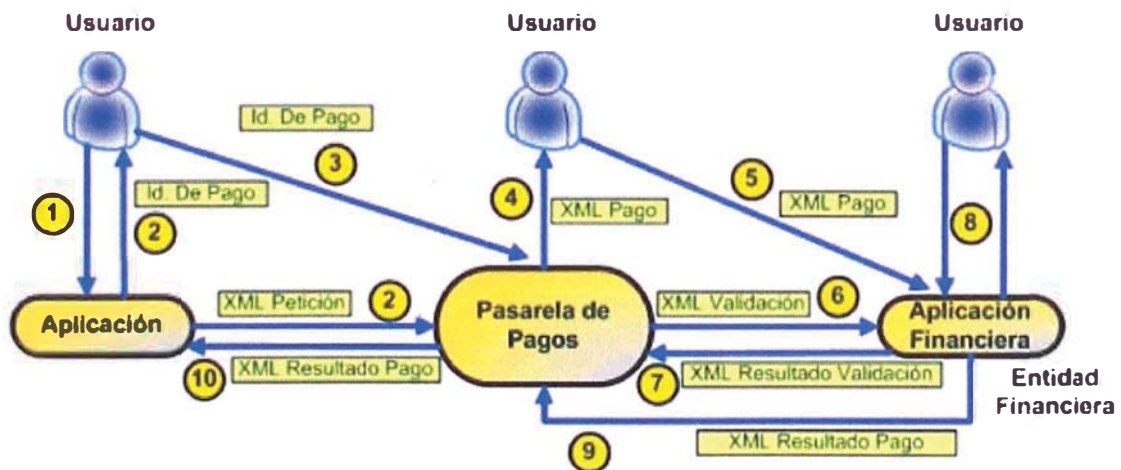 Usuario
Usuario
Usuario
Id. De Pago
3
Id. De Pago
1
2
4
XML Pago
5
XML Pago
8
Aplicación
XML Petición
2
Pasarela de
Pagos
XML Validación
6
Aplicación
Financiera
10
XML Resultado Pago
7
XML Resultado Validación
Entidad
Financiera
9
XML Resultado Pago